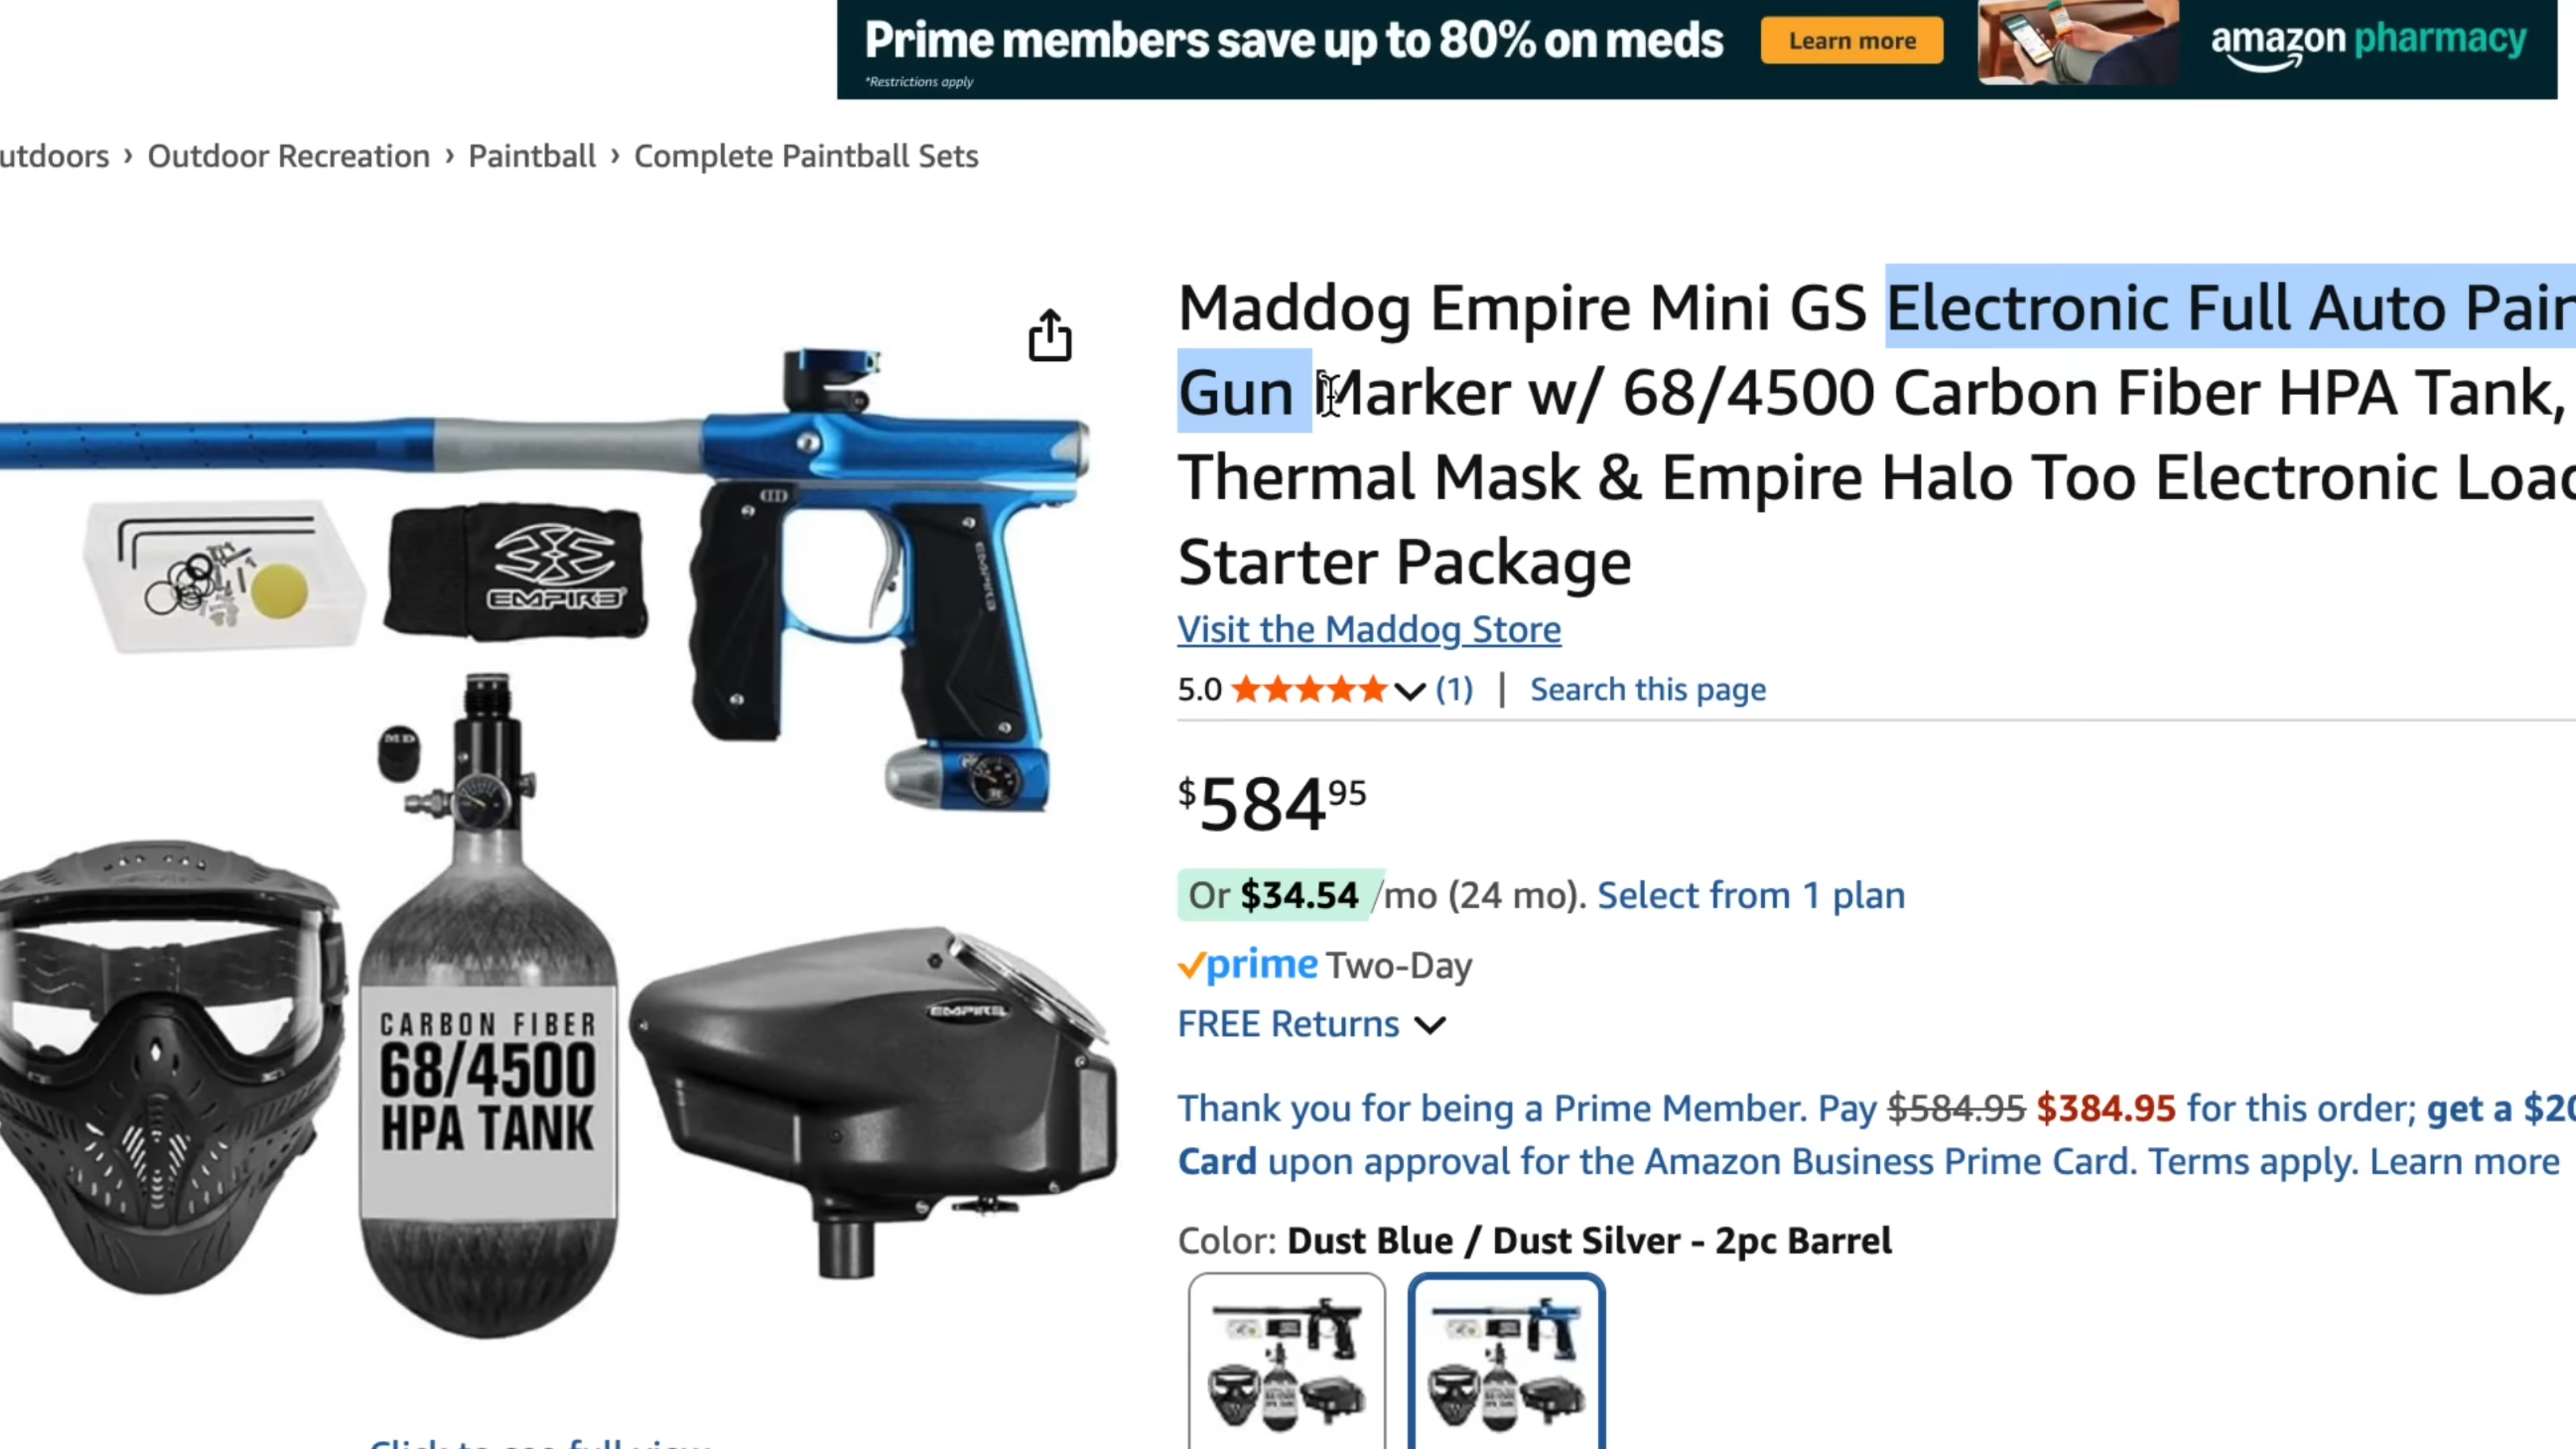 Prime members save up to 80% on meds
Learn more
amazon pharmacy
*Restrictions apply
utdoors › Outdoor Recreation › Paintball › Complete Paintball Sets
Maddog Empire Mini GS Electronic Full Auto Pain
Gun Marker w/ 68/4500 Carbon Fiber HPA Tank,
Thermal Mask & Empire Halo Too Electronic Load
Starter Package
Visit the Maddog Store
5.0 (1) | Search this page
$584.95
Or $34.54 /mo (24 mo). Select from 1 plan
prime Two-Day
FREE Returns
Thank you for being a Prime Member. Pay $584.95 $384.95 for this order; get a $20
Card upon approval for the Amazon Business Prime Card. Terms apply. Learn more
Color: Dust Blue / Dust Silver - 2pc Barrel
EMPIRE
EMPIRE
MD
CARBON FIBER
68/4500
HPA TANK
EMPIRE
Click to see full view